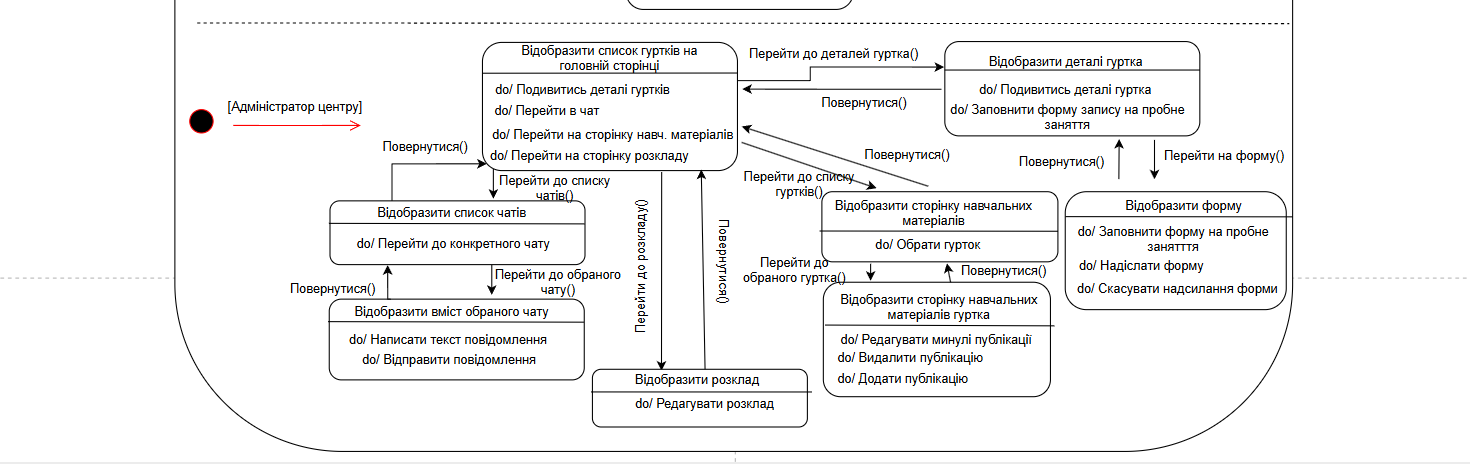 [Адміністратор центру]
Відобразити список гуртків на
головній сторінці
do/ Подивитись деталі гуртків
do/ Перейти в чат
do/ Перейти на сторінку навч. матеріалів
do/ Перейти на сторінку розкладу
Перейти до деталей гуртка()
Повернутися()
Відобразити деталі гуртка
do/ Подивитись деталі гуртка
do/ Заповнити форму запису на пробне
заняття
Повернутися()
Перейти на форму()
Відобразити форму
do/ Заповнити форму на пробне
занятття
do/ Надіслати форму
do/ Скасувати надсилання форми
Повернутися()
Перейти до списку
чатів()
Відобразити список чатів
do/ Перейти до конкретного чату
Повернутися()
Перейти до обраного
чату()
Відобразити вміст обраного чату
do/ Написати текст повідомлення
do/ Відправити повідомлення
Перейти до розкладу()
Повернутися()
Відобразити розклад
do/ Редагувати розклад
Повернутися()
Перейти до списку
гуртків()
Відобразити сторінку навчальних
матеріалів
do/ Обрати гурток
Перейти до
обраного гуртка()
Повернутися()
Відобразити сторінку навчальних
матеріалів гуртка
do/ Редагувати минулі публікації
do/ Видалити публікацію
do/ Додати публікацію